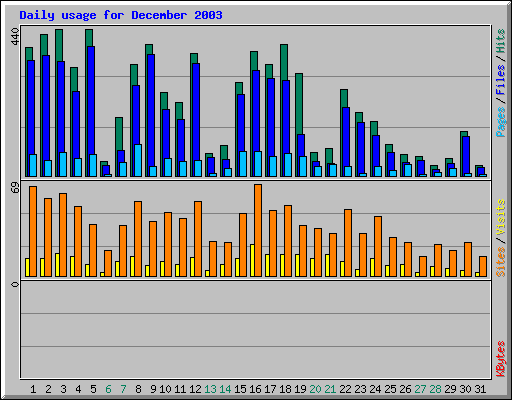 Daily usage for December 2003
440
Pages / Files / Hits
69
Sites / Visits
0
KBytes
1 2 3 4 5 6 7 8 9 10 11 12 13 14 15 16 17 18 19 20 21 22 23 24 25 26 27 28 29 30 31